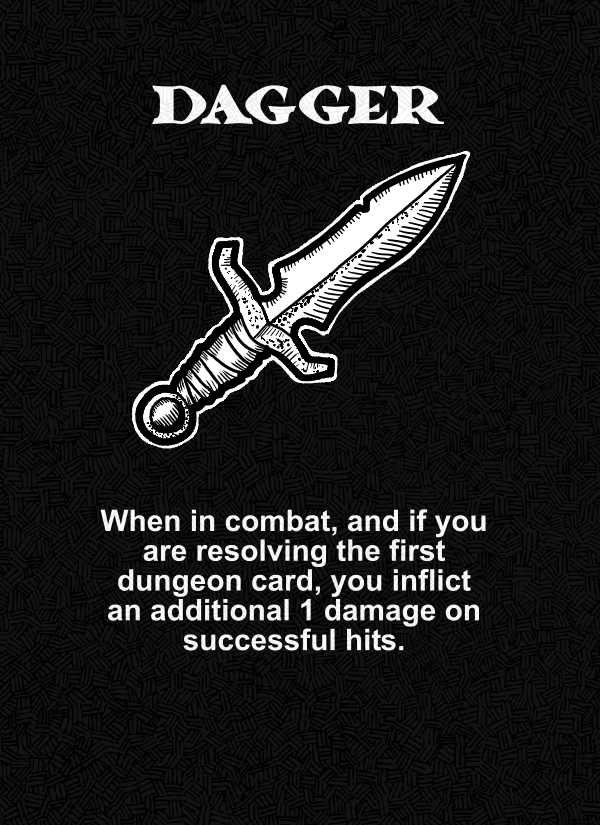 DAGGER
When in combat, and if you
are resolving the first
dungeon card, you inflict
an additional 1 damage on
successful hits.